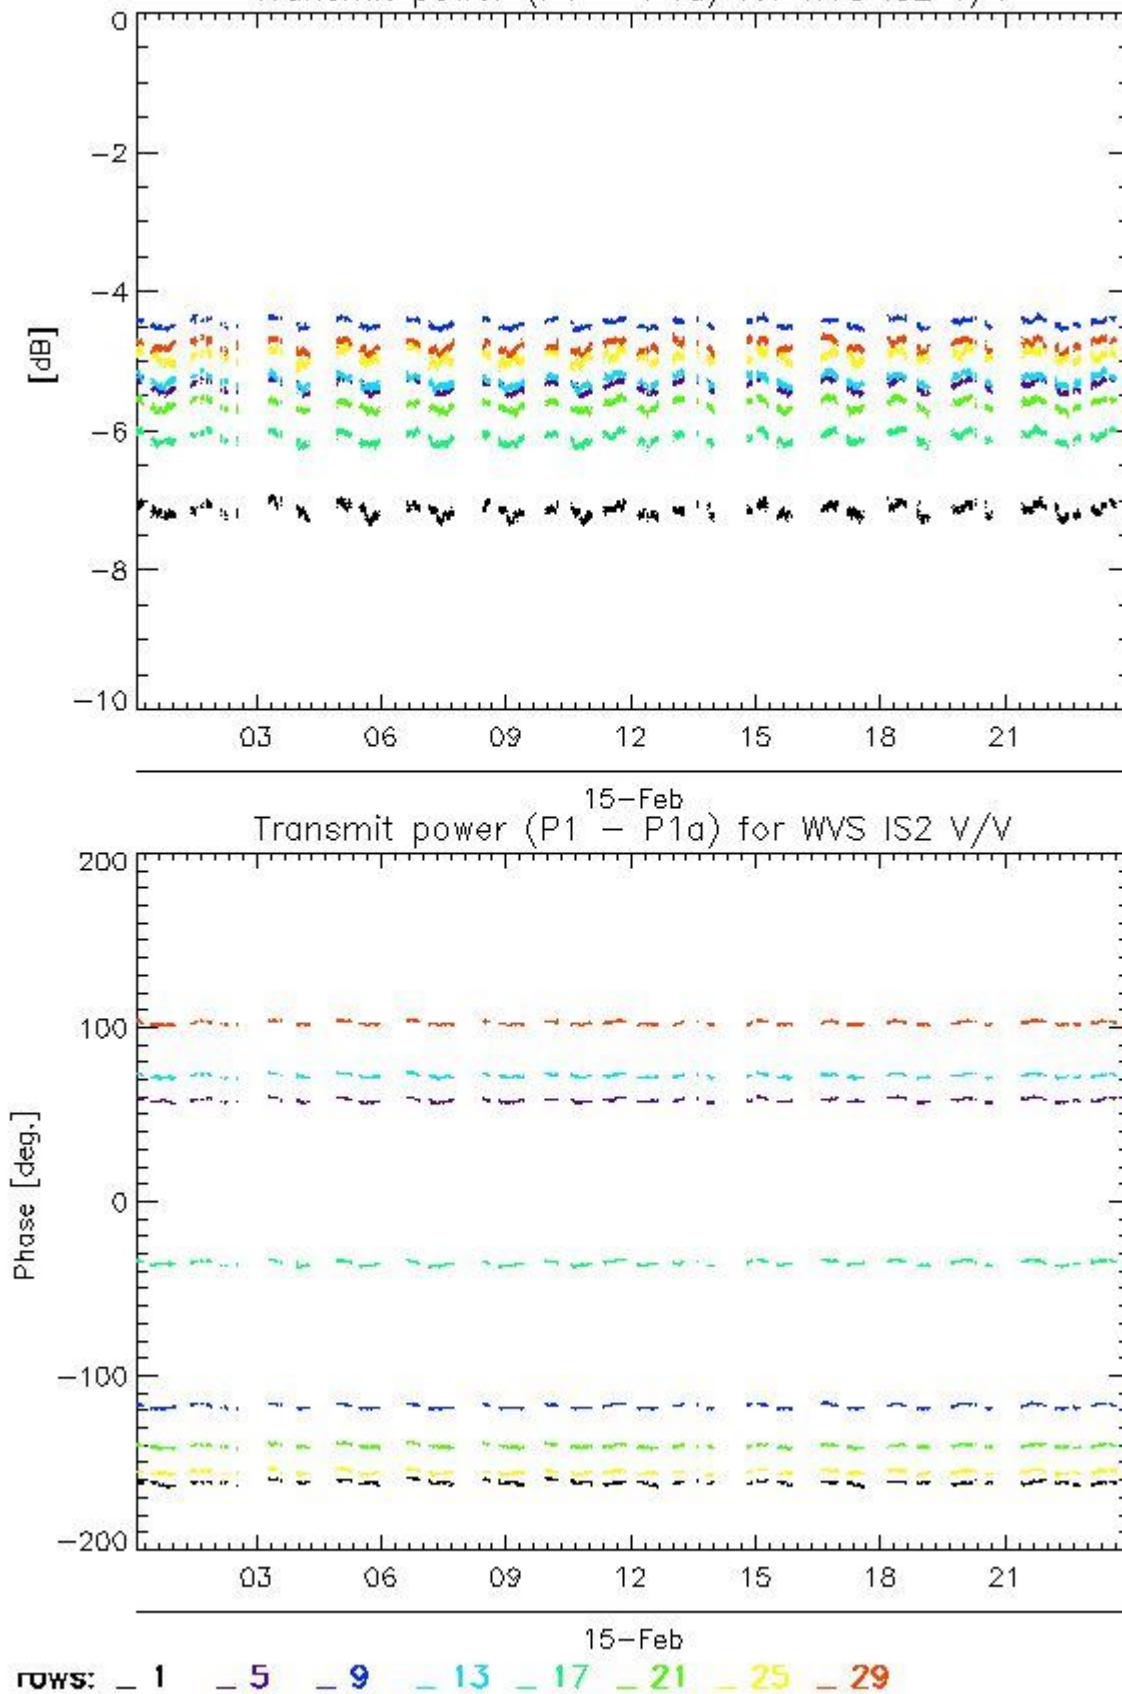 0
−2
−4
[dB]
−6
−8
−10
03 06 09 12 15 18 21
15−Feb
Transmit power (P1 − P1a) for WVS IS2 V/V
200
100
Phase [deg.]
0
−100
−200
03 06 09 12 15 18 21
15−Feb
rows: _ 1 _ 5 _ 9 _ 13 _ 17 _ 21 _ 25 _ 29